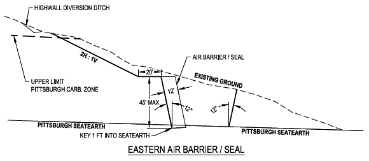 HIGHWALL DIVERSION DITCH
2H · 1V
20'
AIR BARRIER / SEAL
UPPER LIMIT
PITTSBURGH CARB. ZONE
EXISTING GROUND
45' MAX
12'
12"
12"
PITTSBURGH SEATEARTH
PITTSBURGH SEATEARTH
KEY 1 FT INTO SEATEARTH
EASTERN AIR BARRIER / SEAL